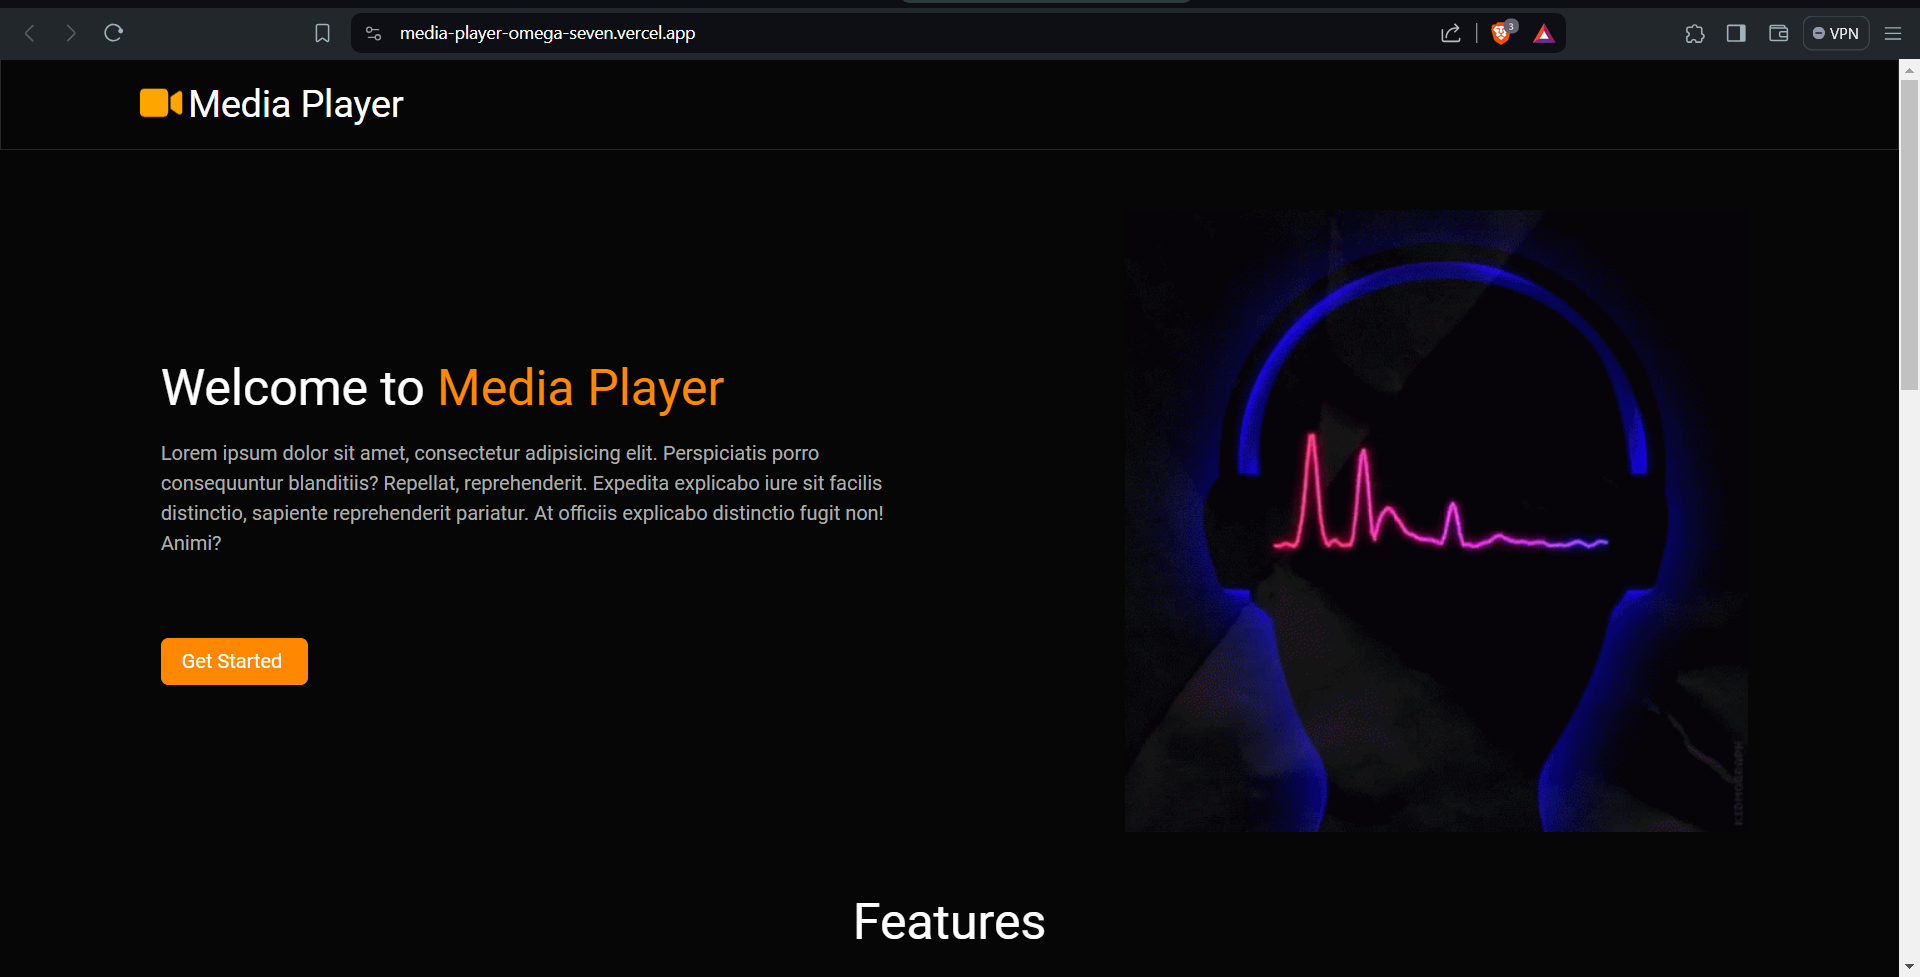 media-player-omega-seven.vercel.app
3
VPN
Media Player
Welcome to Media Player
Lorem ipsum dolor sit amet, consectetur adipisicing elit. Perspiciatis porro
consequuntur blanditiis? Repellat, reprehenderit. Expedita explicabo iure sit facilis
distinctio, sapiente reprehenderit pariatur. At officiis explicabo distinctio fugit non!
Animi?
Get Started
Features